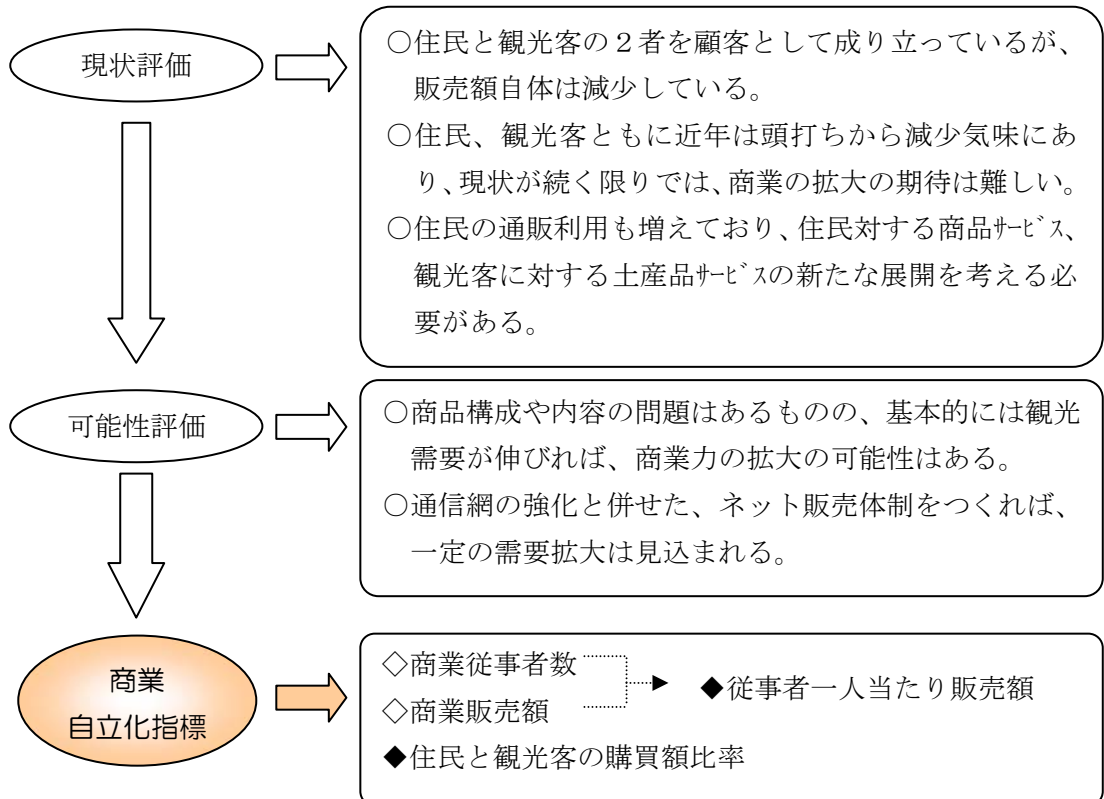 現状評価
○住民と観光客の２者を顧客として成り立っているが、
販売額自体は減少している。
○住民、観光客ともに近年は頭打ちから減少気味にあ
り、現状が続く限りでは、商業の拡大の期待は難しい。
○住民の通販利用も増えており、住民対する商品ｻｰﾋﾞｽ、
観光客に対する土産品ｻｰﾋﾞｽの新たな展開を考える必
要がある。
可能性評価
○商品構成や内容の問題はあるものの、基本的には観光
需要が伸びれば、商業力の拡大の可能性はある。
○通信網の強化と併せた、ネット販売体制をつくれば、
一定の需要拡大は見込まれる。
商業
自立化指標
◇商業従事者数
◇商業販売額
◆従事者一人当たり販売額
◆住民と観光客の購買額比率